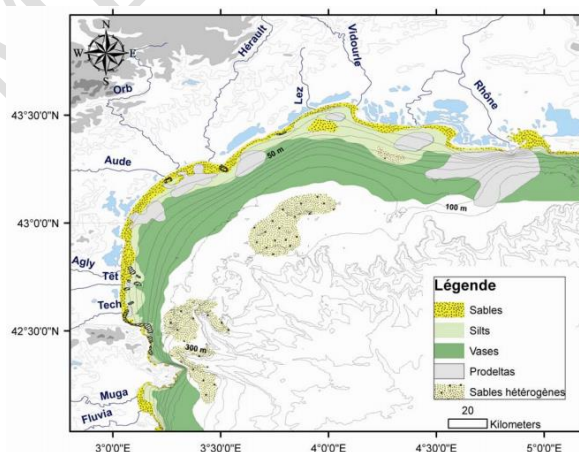 N
W E
S
Orb
Hérault
Lez
Vidourle
Rhône
43°30'0"
Aude
50 m
43°0'0"
100 m
Agly
Têt
Tech
42°30'0"
300 m
Muga
Fluvia
Légende
Sables
Silts
Vases
Prodeltas
Sables hétérogènes
20
Kilometers
3°0'0"
3°30'0"
4°0'0"
4°30'0"
5°0'0"E